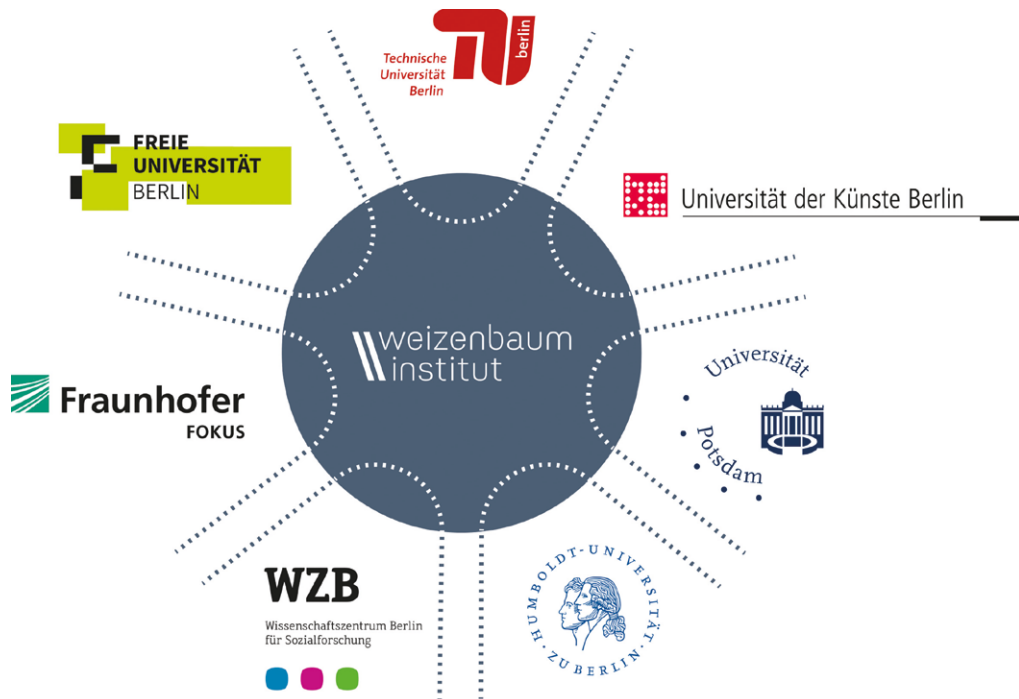 Technische
Universität
Berlin
berlin
FREIE
UNIVERSITÄT
BERLIN
Universität der Künste Berlin
weizenbaum
institut
Universität
Potsdam
Fraunhofer
FOKUS
WZB
Wissenschaftszentrum Berlin
für Sozialforschung
HUMBOLDT-UNIVERSITÄT
ZU BERLIN